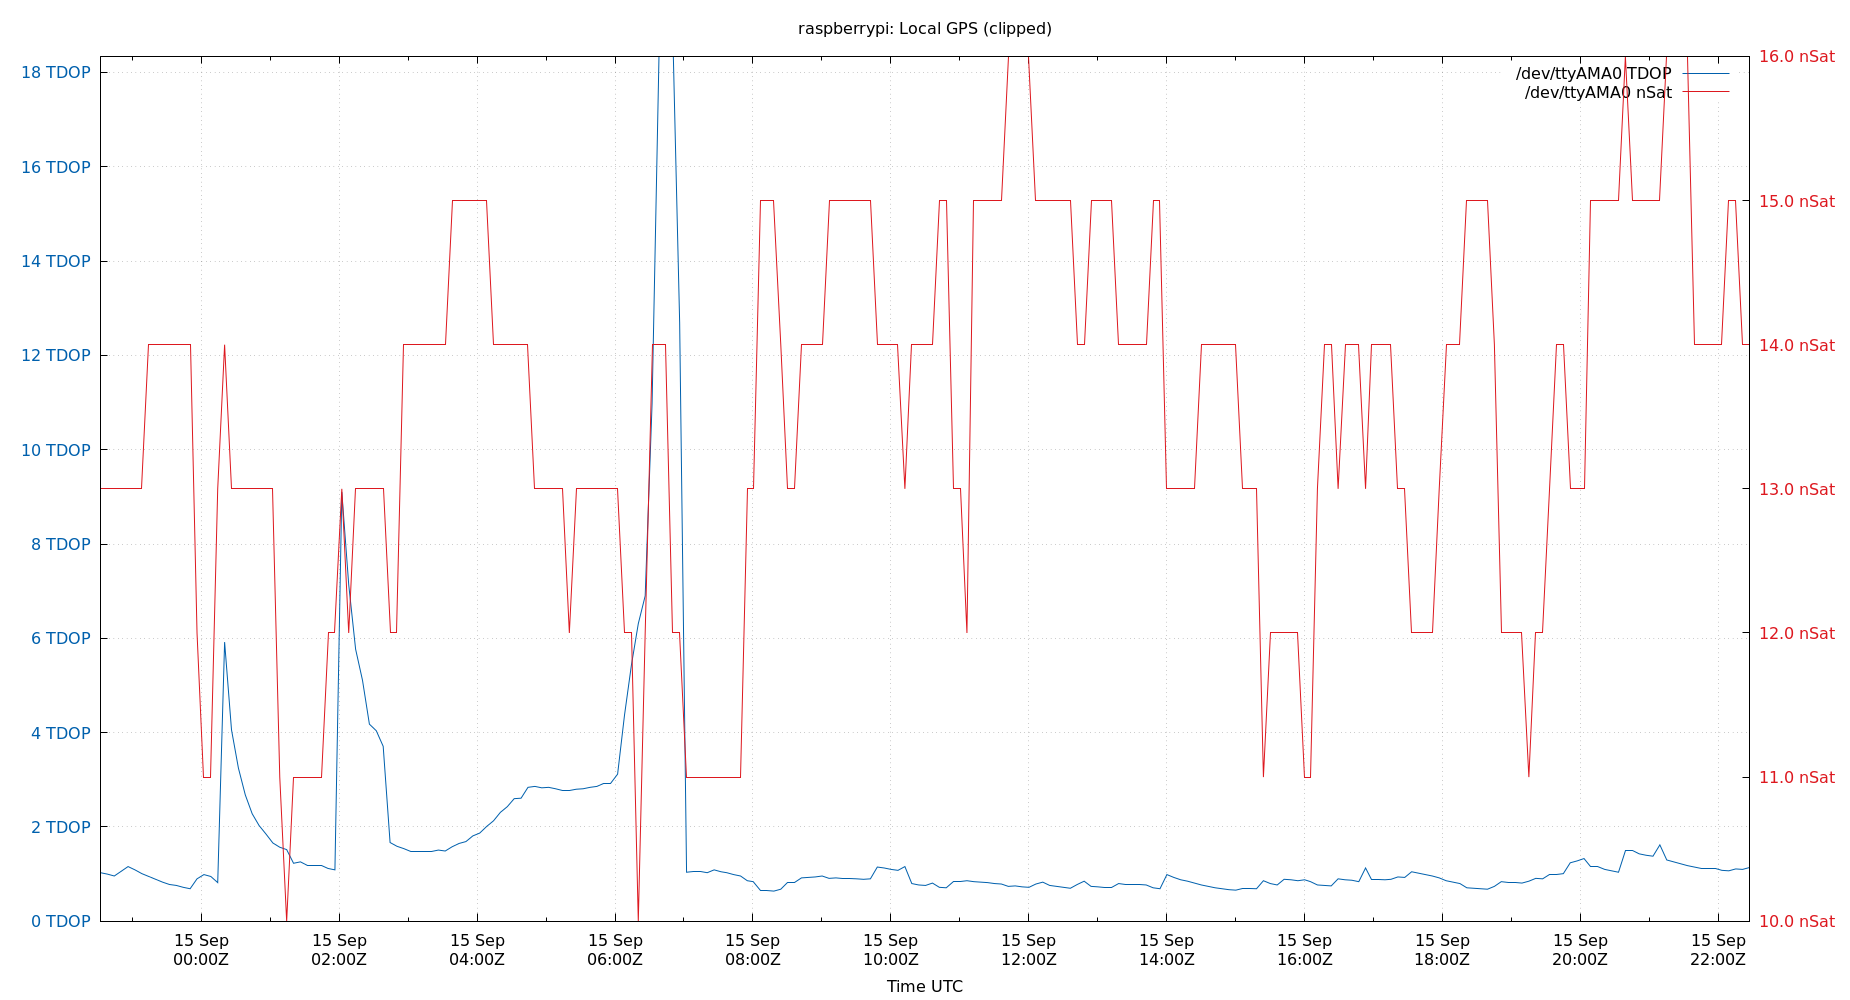 raspberrypi: Local GPS (clipped)
18 TDOP
16 TDOP
14 TDOP
12 TDOP
10 TDOP
8 TDOP
6 TDOP
4 TDOP
2 TDOP
0 TDOP
/dev/ttyAMA0 TDOP
/dev/ttyAMA0 nSat
16.0 nSat
15.0 nSat
14.0 nSat
13.0 nSat
12.0 nSat
11.0 nSat
10.0 nSat
15 Sep
00:00Z
15 Sep
02:00Z
15 Sep
04:00Z
15 Sep
06:00Z
15 Sep
08:00Z
15 Sep
10:00Z
15 Sep
12:00Z
15 Sep
14:00Z
15 Sep
16:00Z
15 Sep
18:00Z
15 Sep
20:00Z
15 Sep
22:00Z
Time UTC